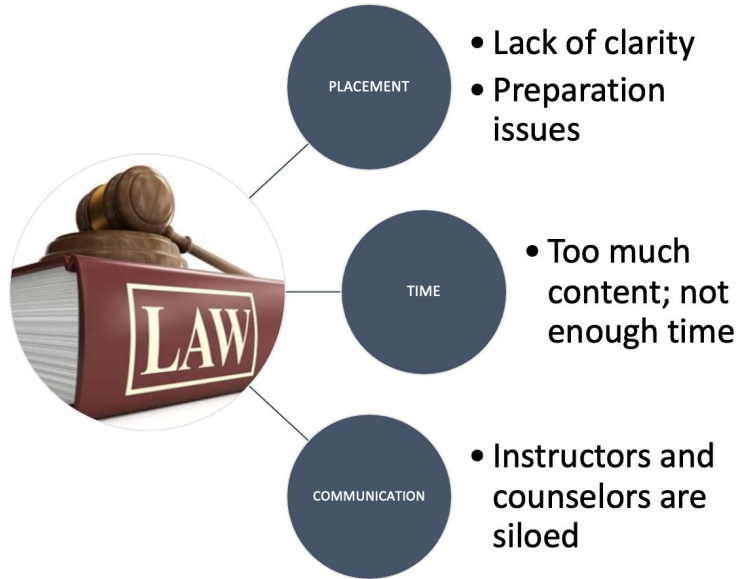 PLACEMENT
• Lack of clarity
• Preparation
issues
LAW
TIME
• Too much
content; not
enough time
COMMUNICATION
• Instructors and
counselors are
siloed